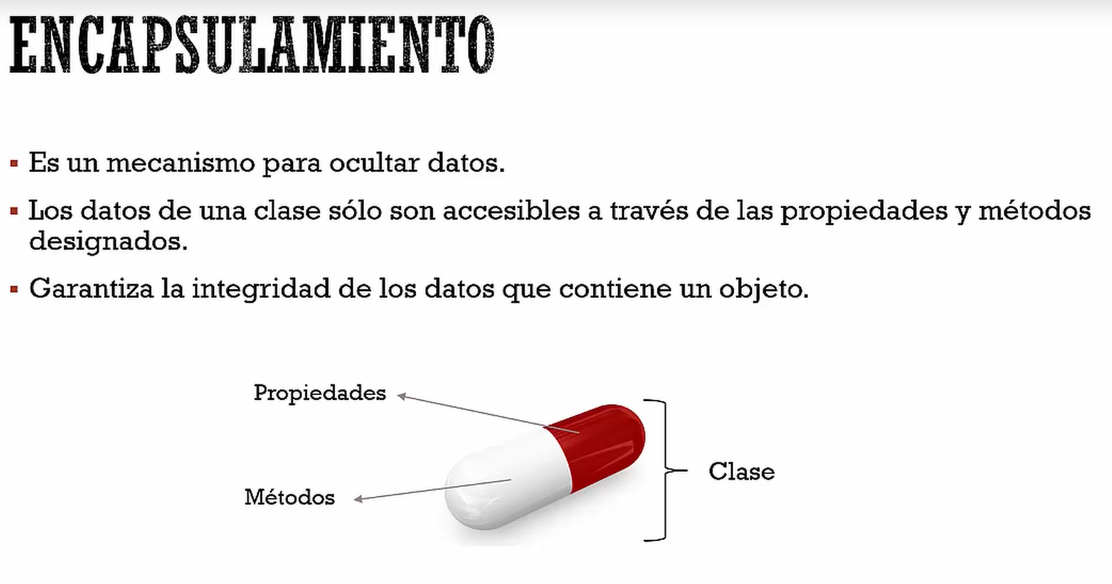 ENCAPSULAMIENTO
Es un mecanismo para ocultar datos.
Los datos de una clase sólo son accesibles a través de las propiedades y métodos
designados.
Garantiza la integridad de los datos que contiene un objeto.
Propiedades
Clase
Métodos